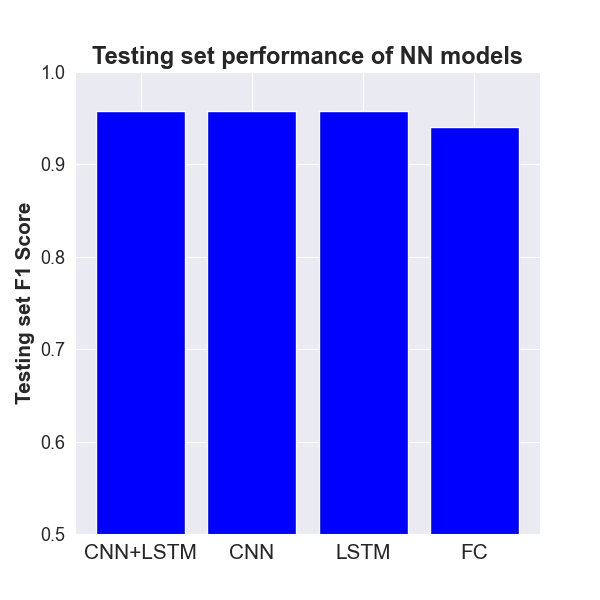 Testing set performance of NN models
1.0
0.9
0.8
0.7
0.6
0.5
Testing set F1 Score
CNN+LSTM CNN LSTM FC